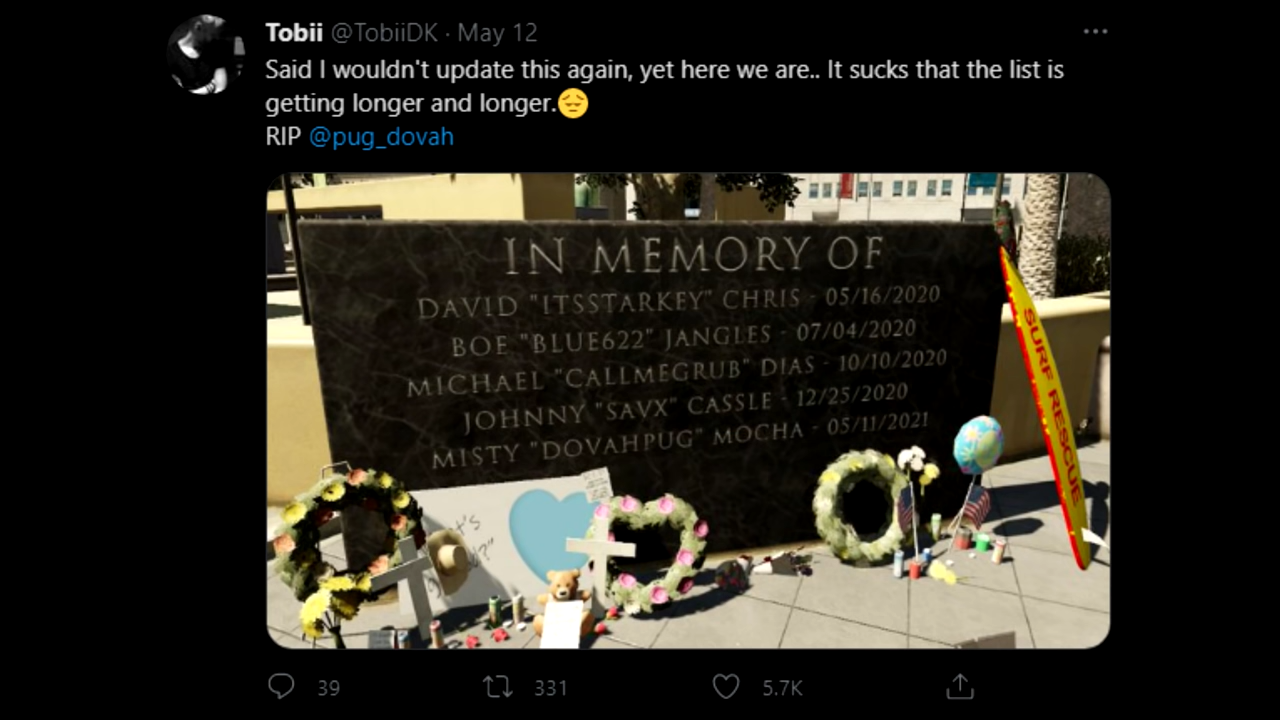 Tobii @TobiiDK · May 12
Said I wouldn't update this again, yet here we are.. It sucks that the list is
getting longer and longer.😔
RIP @pug_dovah
IN MEMORY OF
DAVID "ITSSTARKEY" CHRIS - 05/16/2020
BOE "BLUE622" JANGLES - 07/04/2020
MICHAEL "CALLMEGRUB" DIAS - 10/10/2020
JOHNNY "SAVX" CASSLE - 12/25/2020
MISTY "DOVAHPUG" MOCHA - 05/11/2021
SURF RESCUE
39 331 5.7K